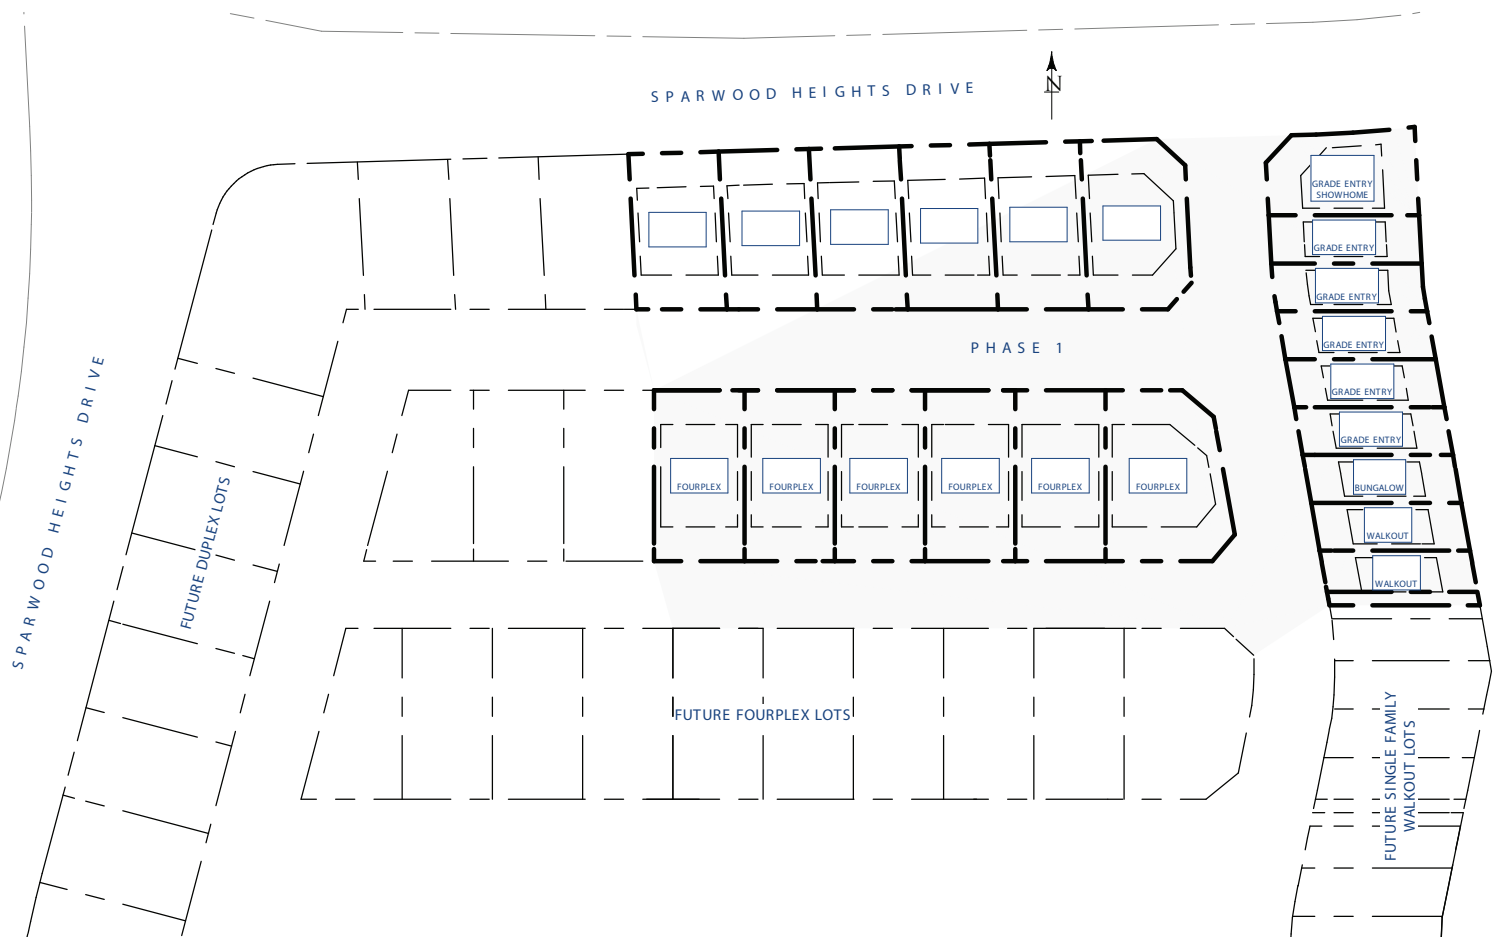 SPARWOOD HEIGHTS DRIVE
N
GRADE ENTRY
SHOWHOME
GRADE ENTRY
GRADE ENTRY
GRADE ENTRY
GRADE ENTRY
GRADE ENTRY
BUNGALOW
WALKOUT
WALKOUT
PHASE 1
FOURPLEX
FOURPLEX
FOURPLEX
FOURPLEX
FOURPLEX
FOURPLEX
SPARWOOD HEIGHTS DRIVE
FUTURE DUPLEX LOTS
FUTURE FOURPLEX LOTS
FUTURE SINGLE FAMILY
WALKOUT LOTS